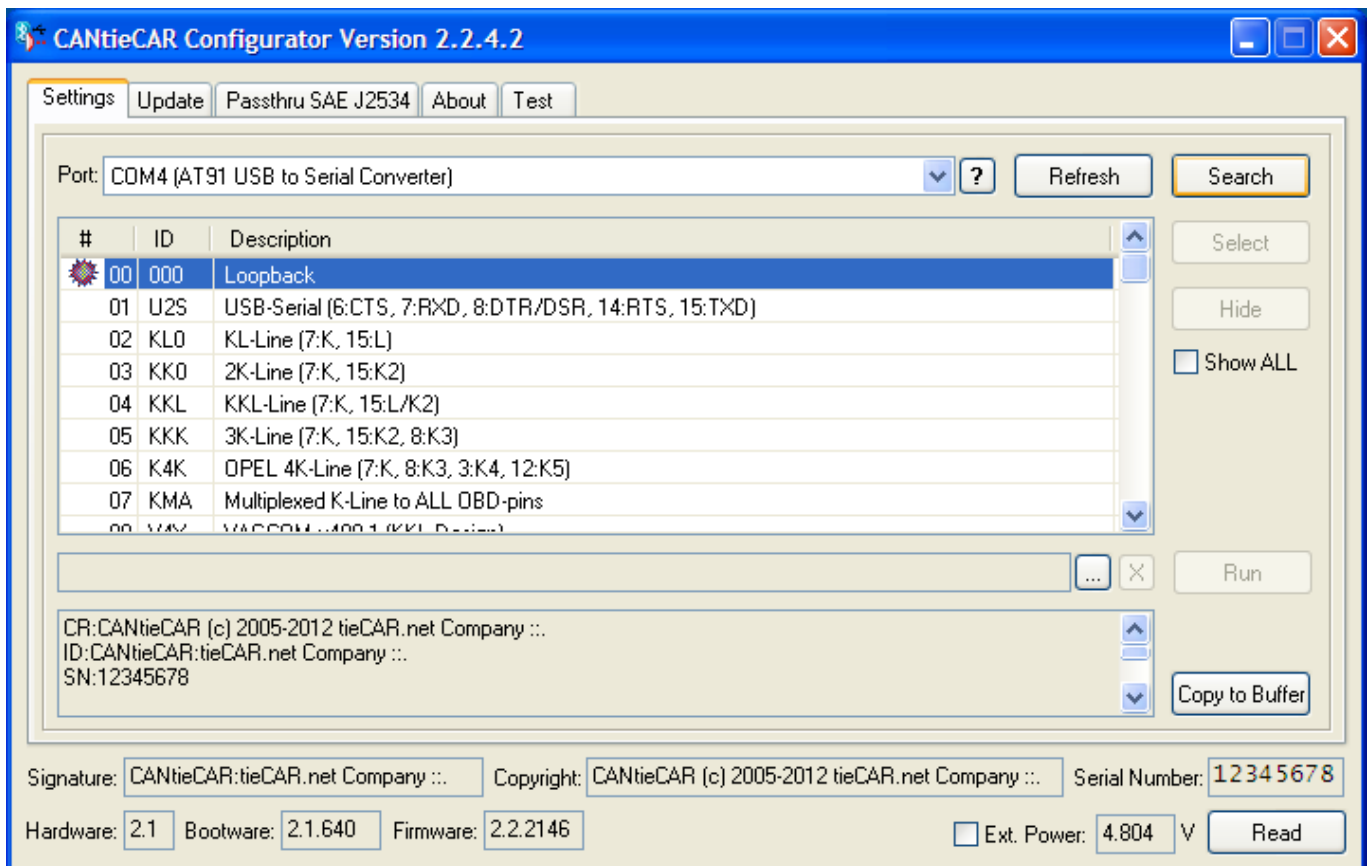 CANtieCAR Configurator Version 2.2.4.2
Settings Update Passthru SAE J2534 About Test
Port: COM4 (AT91 USB to Serial Converter) ? Refresh Search
# ID Description
Select
00 000 Loopback
01 U2S USB-Serial (6:CTS, 7:RXD, 8:DTR/DSR, 14:RTS, 15:TXD)
Hide
02 KL0 KL-Line (7:K, 15:L)
03 KK0 2K-Line (7:K, 15:K2)
Show ALL
04 KKL KKL-Line (7:K, 15:L/K2)
05 KKK 3K-Line (7:K, 15:K2, 8:K3)
06 K4K OPEL 4K-Line (7:K, 8:K3, 3:K4, 12:K5)
07 KMA Multiplexed K-Line to ALL OBD-pins
... X Run
CR:CANtieCAR (c) 2005-2012 tieCAR.net Company ::.
ID:CANtieCAR:tieCAR.net Company ::.
SN:12345678
Copy to Buffer
Signature: CANtieCAR:tieCAR.net Company ::. Copyright: CANtieCAR (c) 2005-2012 tieCAR.net Company ::. Serial Number: 12345678
Hardware: 2.1 Bootware: 2.1.640 Firmware: 2.2.2146 Ext. Power: 4.804 V Read